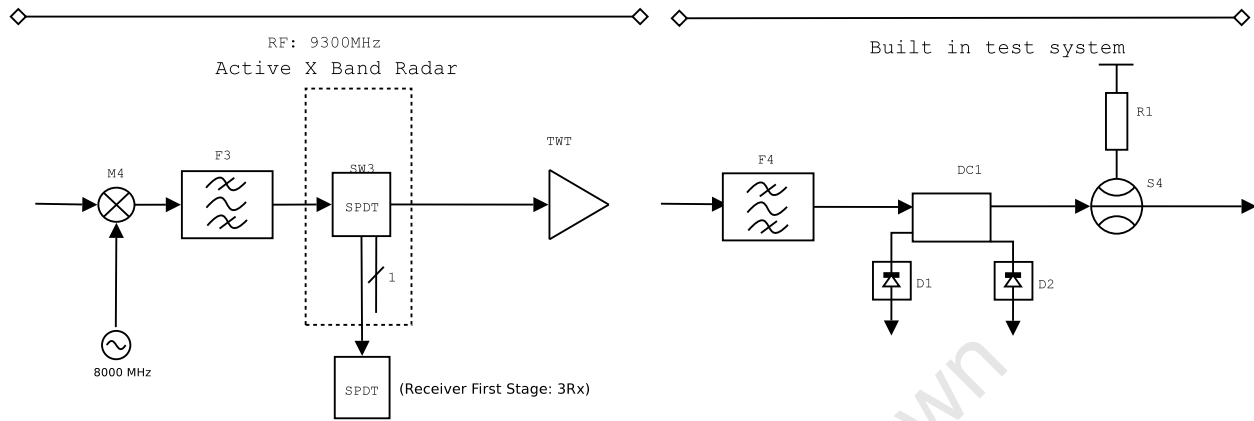 RF: 9300MHz
Active X Band Radar
Built in test system
TWT
R1
F3
SW3
F4
DC1
M4
S4
SPDT
1
D1
D2
8000 MHz
SPDT
(Receiver First Stage: 3Rx)